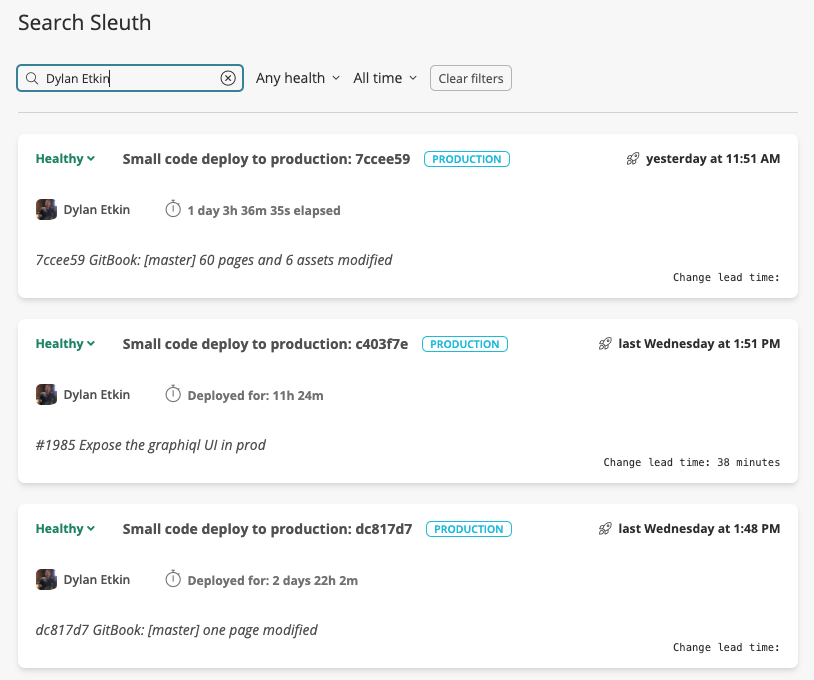 Search Sleuth
Dylan Etkin Any health All time Clear filters
Healthy Small code deploy to production: 7ccee59 PRODUCTION yesterday at 11:51 AM
Dylan Etkin 1 day 3h 36m 35s elapsed
7ccee59 GitBook: [master] 60 pages and 6 assets modified
Change lead time:
Healthy Small code deploy to production: c403f7e PRODUCTION last Wednesday at 1:51 PM
Dylan Etkin Deployed for: 11h 24m
#1985 Expose the graphiql UI in prod
Change lead time: 38 minutes
Healthy Small code deploy to production: dc817d7 PRODUCTION last Wednesday at 1:48 PM
Dylan Etkin Deployed for: 2 days 22h 2m
dc817d7 GitBook: [master] one page modified
Change lead time: